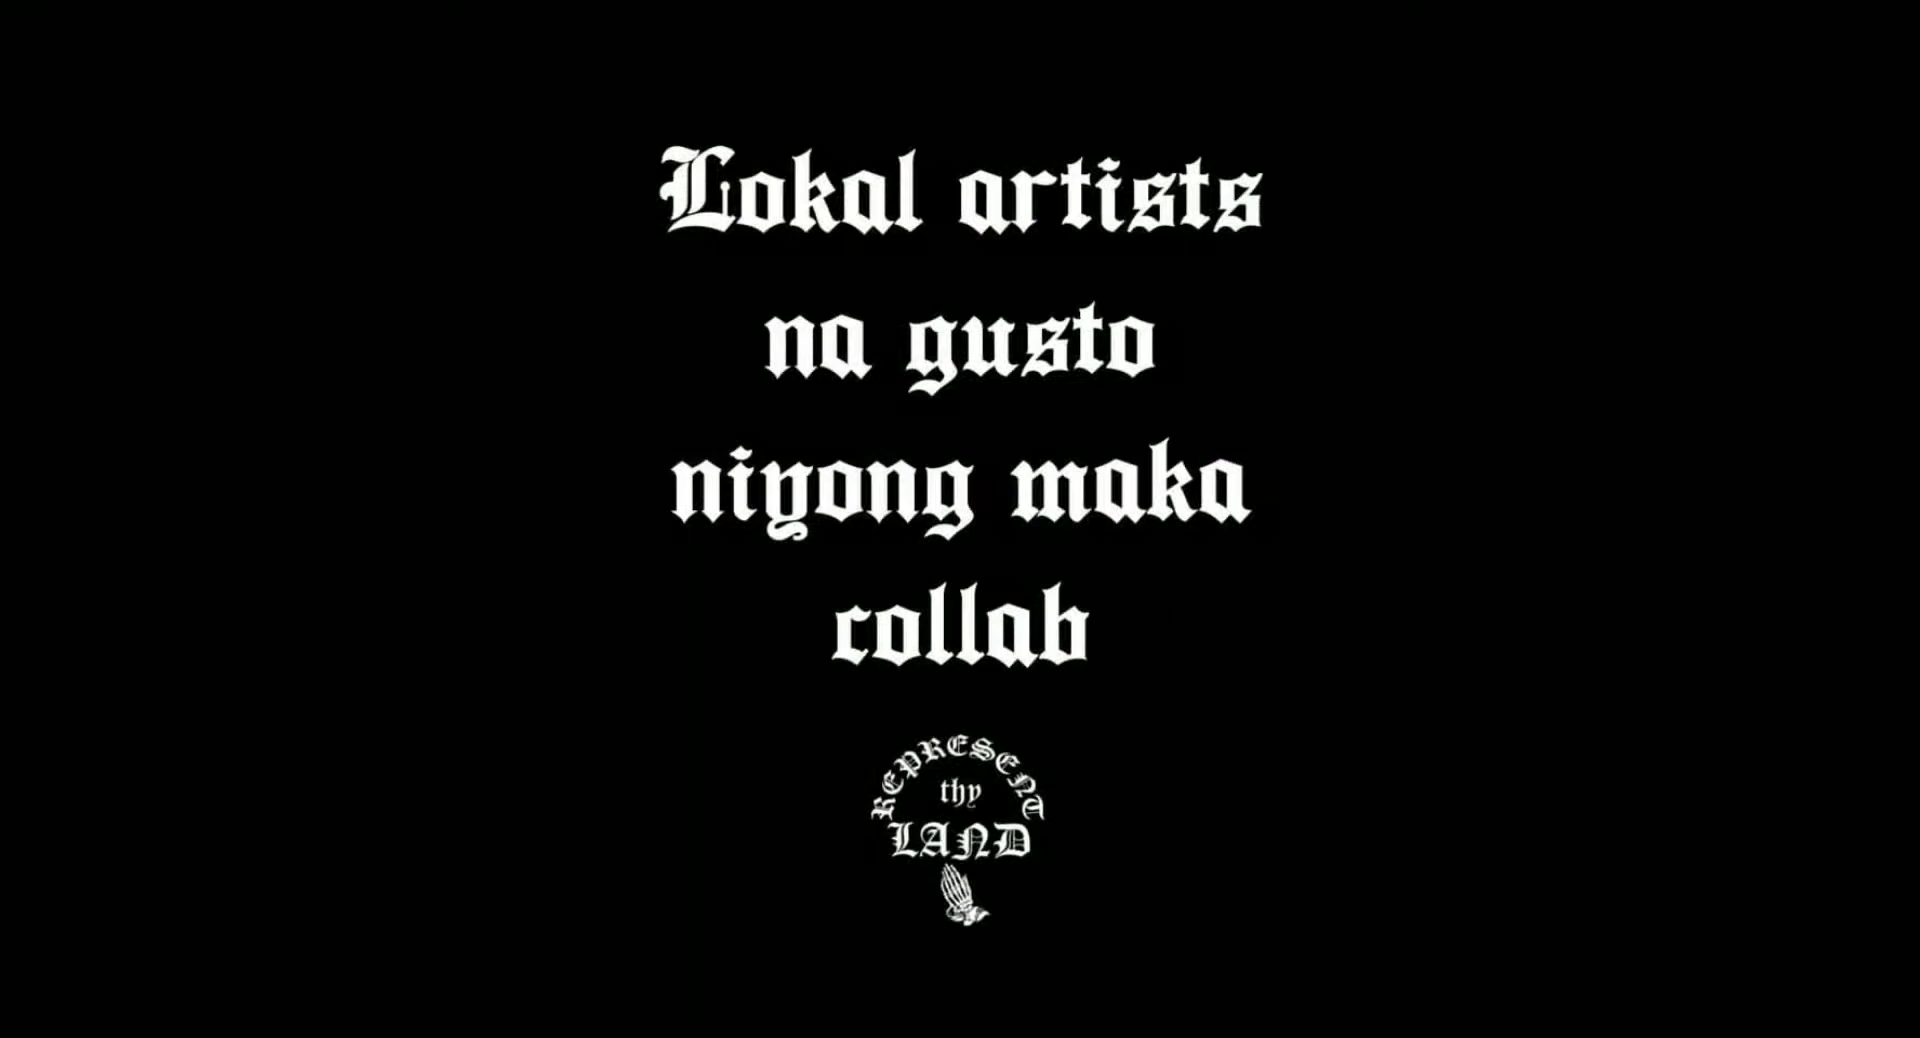 Lokal artists
na gusto
niyong maka
collab
REPRESENT
thy
LAND